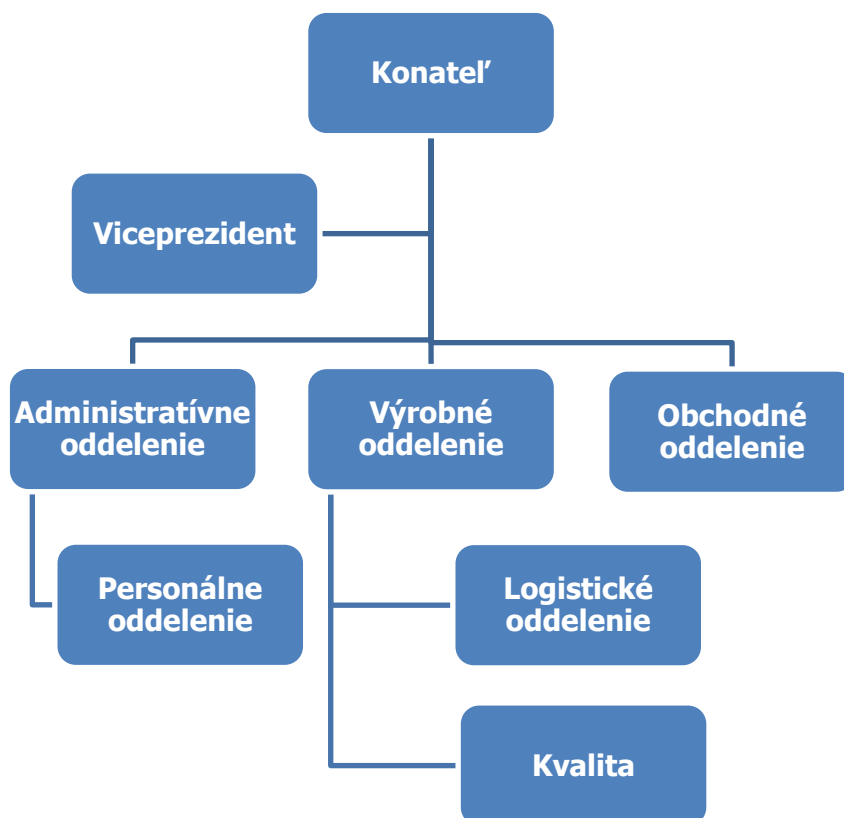 Konateľ
Viceprezident
Administratívne
oddelenie
Výrobné
oddelenie
Obchodné
oddelenie
Personálne
oddelenie
Logistické
oddelenie
Kvalita